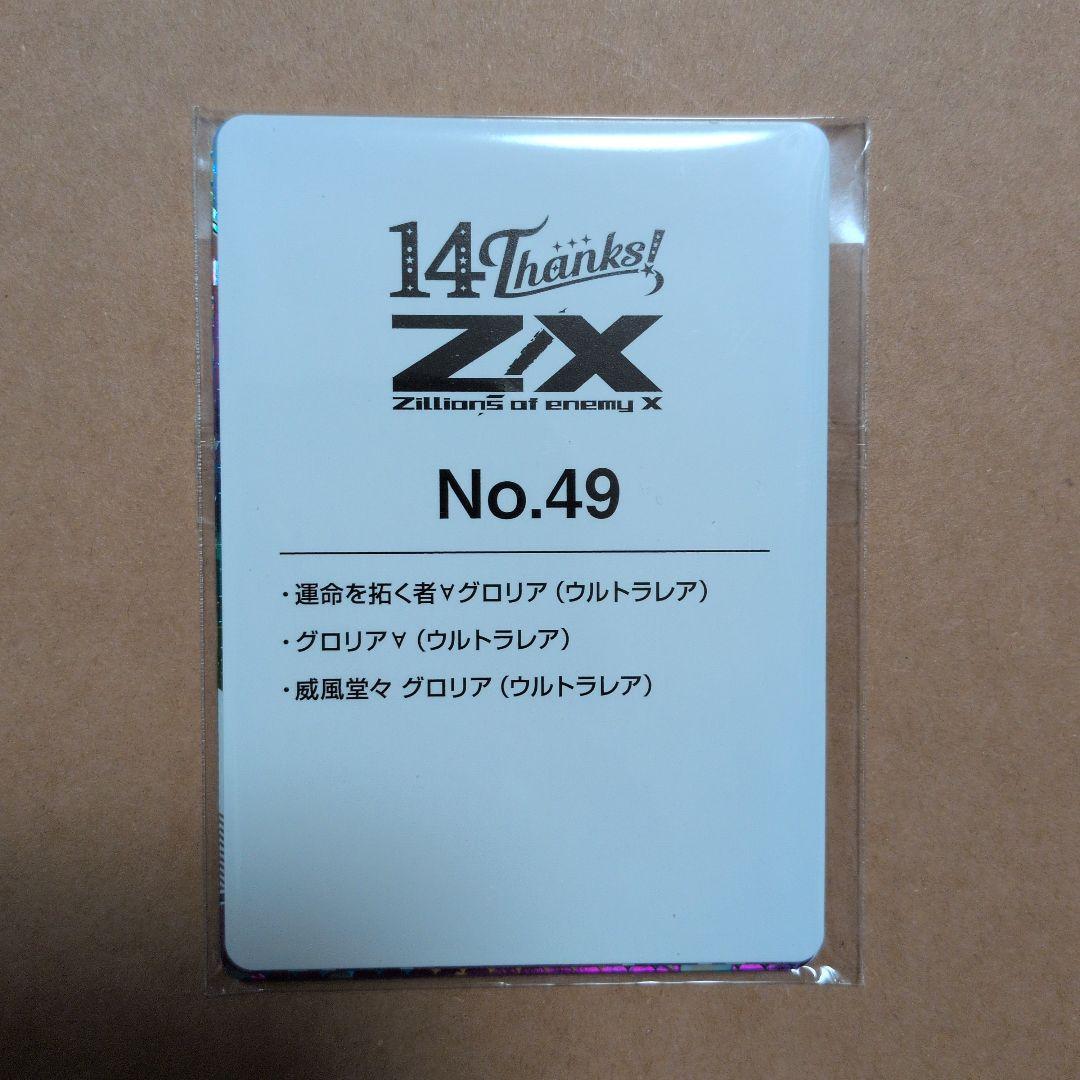 14 Thanks!
Z/X
Zillions of enemy X
No.49
・運命を拓く者∀グロリア（ウルトラレア）
・グロリア∀（ウルトラレア）
・威風堂々 グロリア（ウルトラレア）